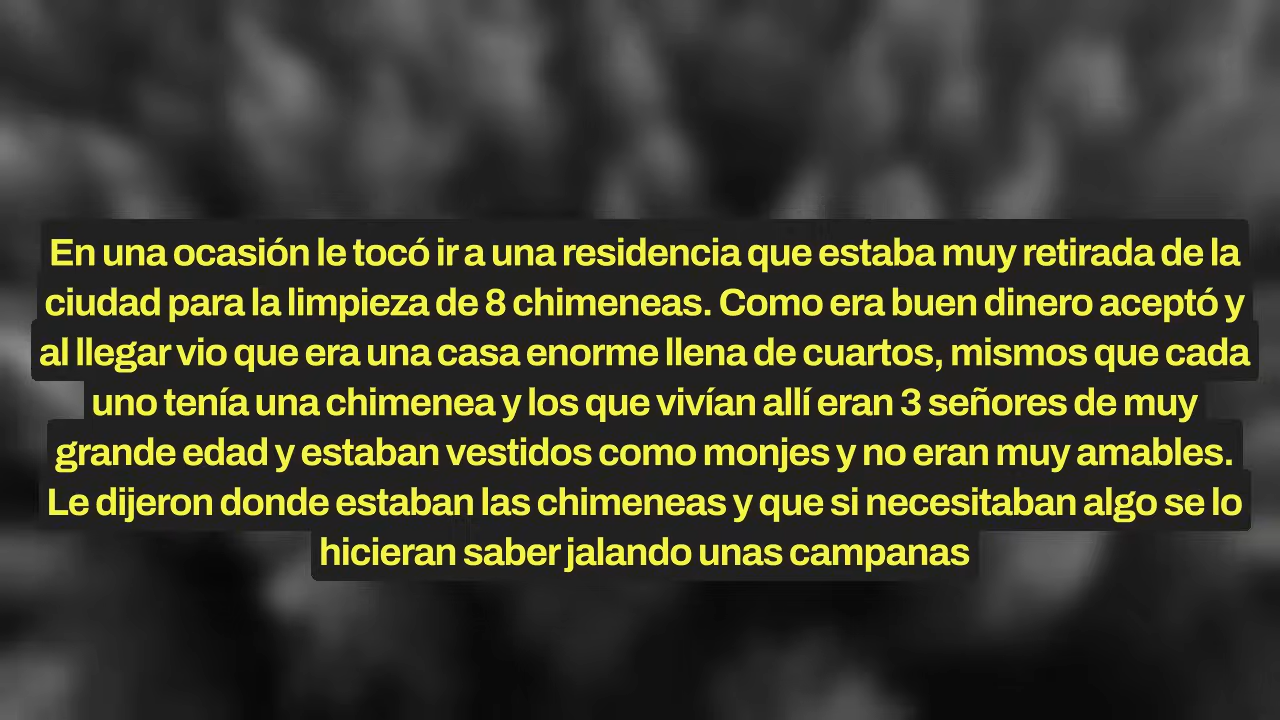 En una ocasión le tocó ir a una residencia que estaba muy retirada de la
ciudad para la limpieza de 8 chimeneas. Como era buen dinero aceptó y
al llegar vio que era una casa enorme llena de cuartos, mismos que cada
uno tenía una chimenea y los que vivían allí eran 3 señores de muy
grande edad y estaban vestidos como monjes y no eran muy amables.
Le dijeron donde estaban las chimeneas y que si necesitaban algo se lo
hicieran saber jalando unas campanas